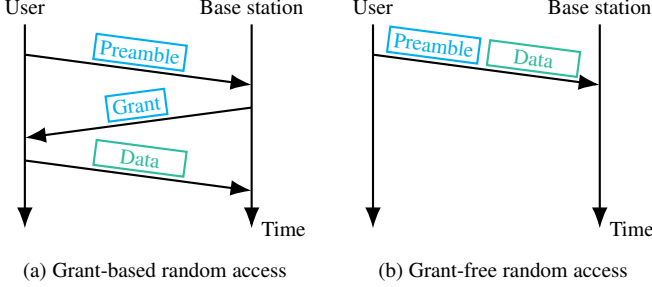 User Base station
Preamble
Grant
Data
Time
(a) Grant-based random access
User Base station
Preamble Data
Time
(b) Grant-free random access